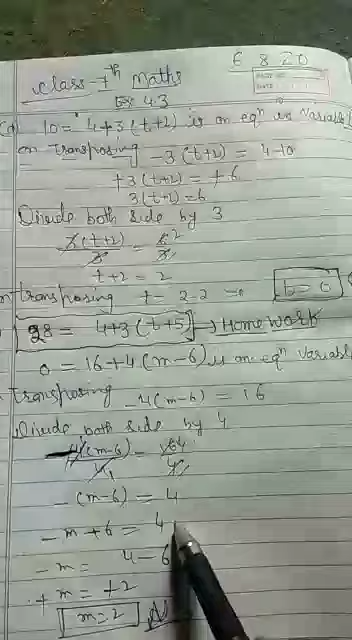 6 8 20
Class-7th Maths
Ex 4.3
DATE
(a) 10 = 4+3(t+2) is an eqn in variable
on transposing -3(t+2) = 4-10
+3(t+2) = +6
3(t+2) = 6
Divide both side by 3
3(t+2)/3 = 6/3 2
t+2 = 2
transposing t = 2-2 = 0 t = 0
28 = 4+3(t+5) → Home work
0 = 16+4(m-6) is an eqn variable
Transposing -4(m-6) = 16
Divide both side by 4
-4(m-6)/4 = 16/4 4
-(m-6) = 4
-m+6 = 4
-m = 4-6
+m = +2
m=2